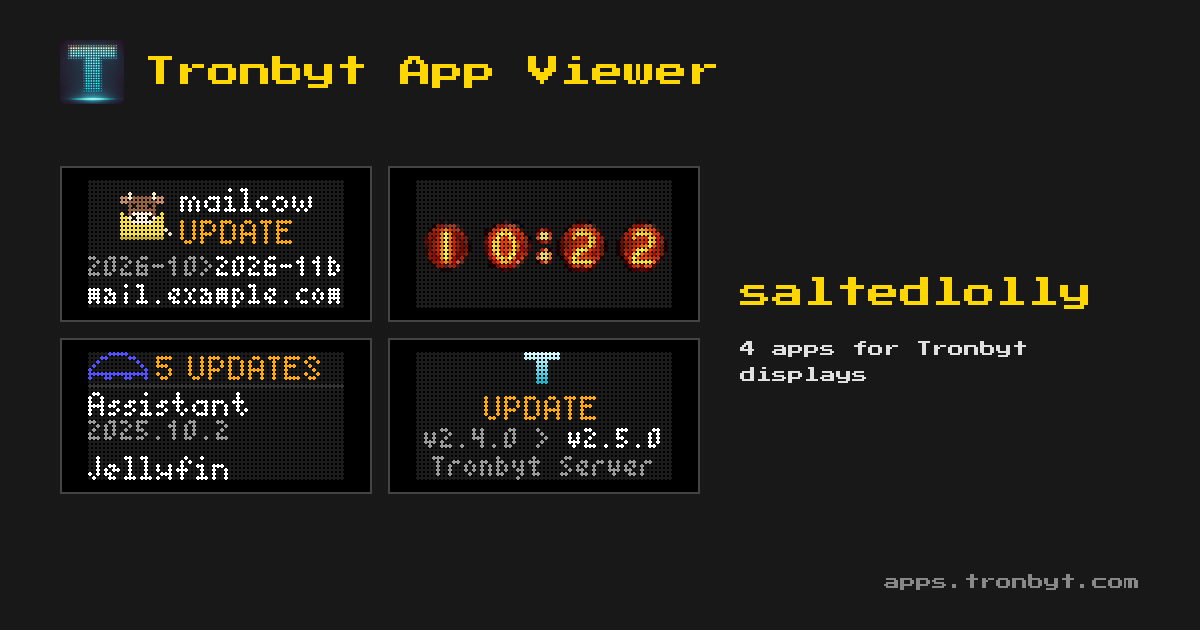 T
Tronbyt App Viewer
mailcow
UPDATE
2026-10>2026-11b
mail.example.com
10:22
5 UPDATES
Assistant
2025.10.2
Jellyfin
T
UPDATE
v2.4.0 > v2.5.0
Tronbyt Server
saltedlolly
4 apps for Tronbyt
displays
apps.tronbyt.com